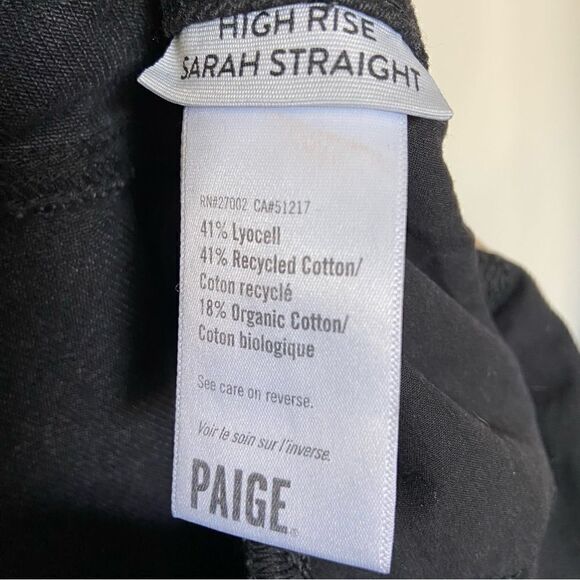 HIGH RISE
SARAH STRAIGHT
RN#27002 CA#51217
41% Lyocell
41% Recycled Cotton/
Coton recyclé
18% Organic Cotton/
Coton biologique
See care on reverse.
Voir le soin sur l'inverse.
PAIGE